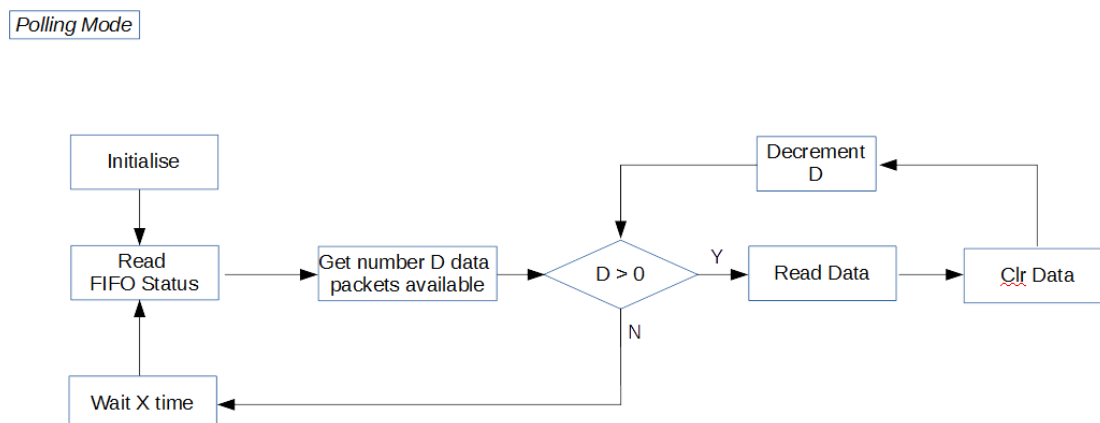 Polling Mode
Initialise
Decrement
D
Read
FIFO Status
Get number D data
packets available
D > 0
Y
Read Data
Clr Data
N
Wait X time